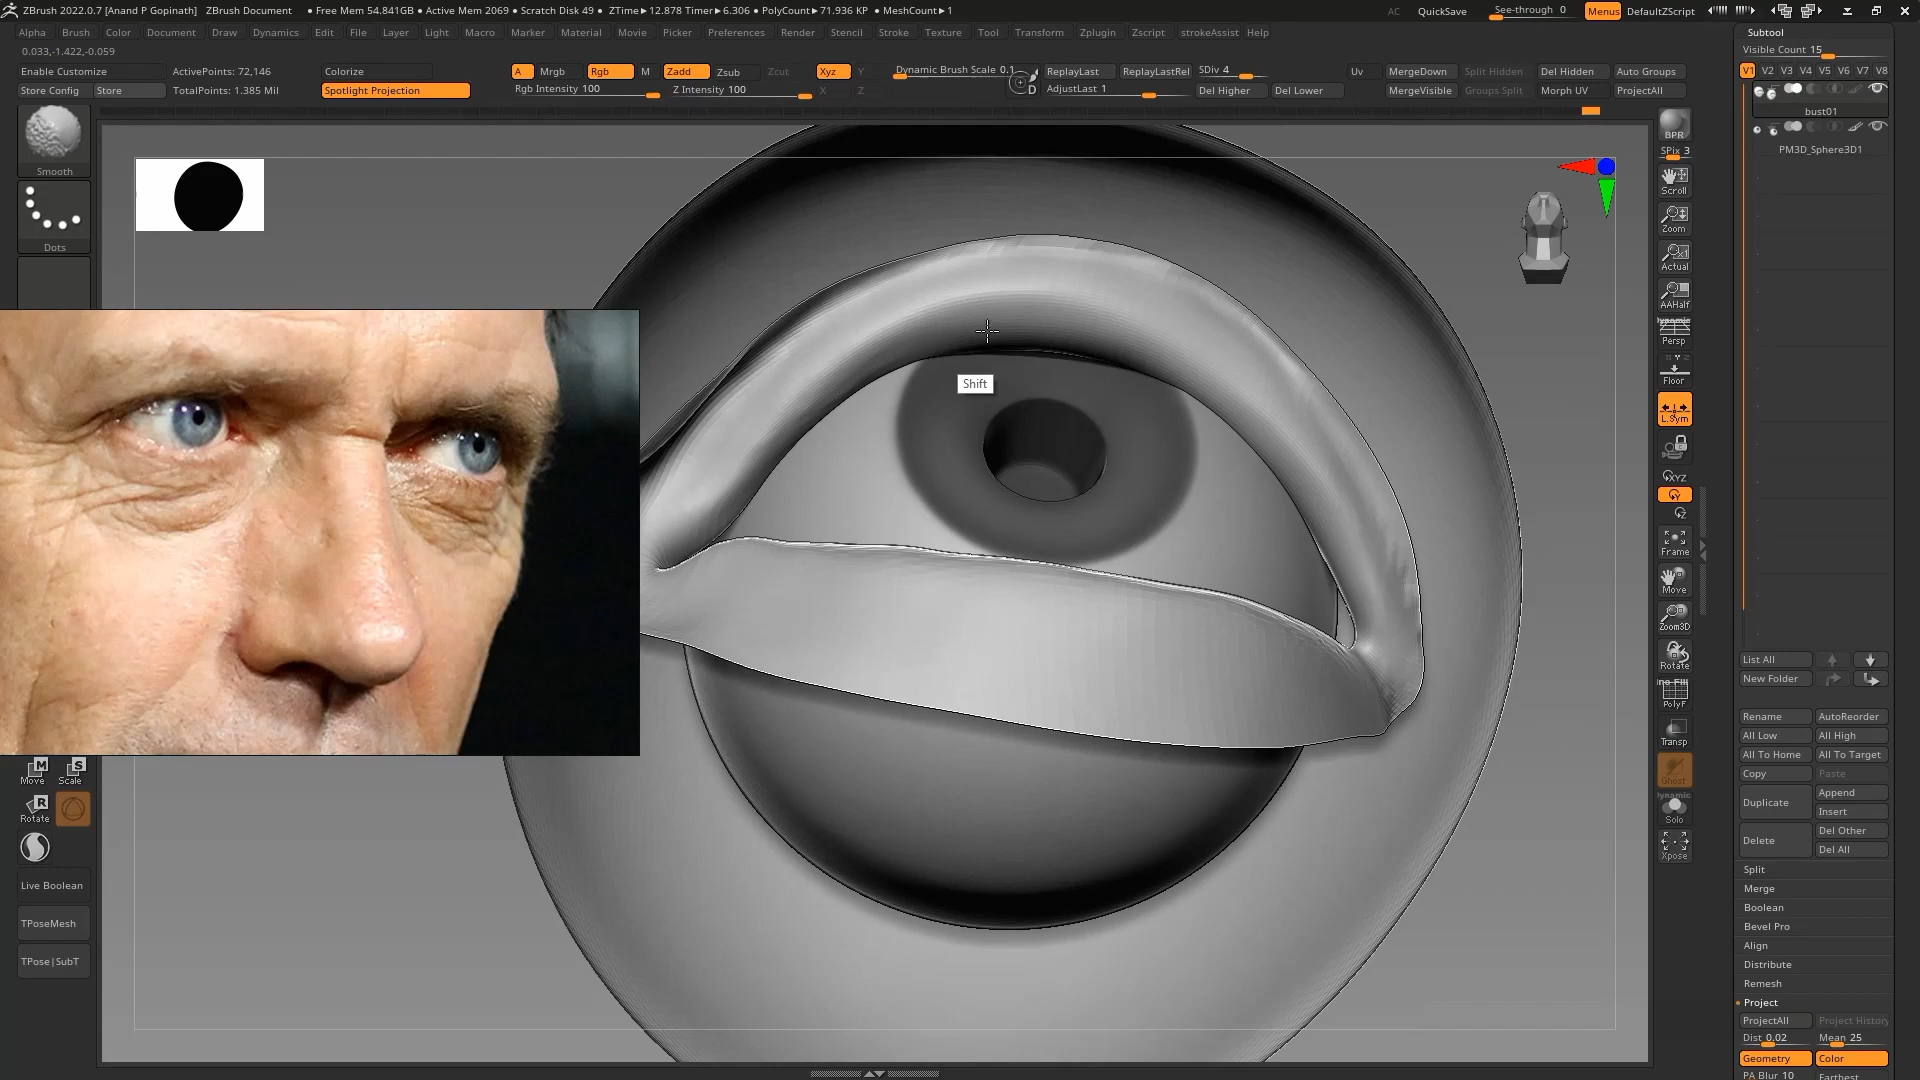 ZBrush 2022.0.7 [Anand P Gopinath] ZBrush Document • Free Mem 54.841GB • Active Mem 2069 • Scratch Disk 49 • ZTime▸12.878 Timer▸6.306 • PolyCount▸71.936 KP • MeshCount▸1 AC QuickSave See-through 0 Menus DefaultZScript
Alpha Brush Color Document Draw Dynamics Edit File Layer Light Macro Marker Material Movie Picker Preferences Render Stencil Stroke Texture Tool Transform Zplugin Zscript strokeAssist Help
0.033,-1.422,-0.059
Enable Customize ActivePoints: 72,146 Colorize A Mrgb Rgb M Zadd Zsub Zcut Xyz Y Dynamic Brush Scale 0.1 ReplayLast ReplayLastRel SDiv 4 Uv MergeDown Split Hidden Del Hidden Auto Groups
Store Config Store TotalPoints: 1.385 Mil Spotlight Projection Rgb Intensity 100 Z Intensity 100 X Z D AdjustLast 1 Del Higher Del Lower MergeVisible Groups Split Morph UV ProjectAll
Smooth
Dots
Shift
M S
Move Scale
R
Rotate
Live Boolean
TPoseMesh
TPose|SubT
BPR
SPix 3
Scroll
Zoom
Actual
AAHalf
Dynamic
Persp
Floor
L.Sym
XYZ
Y
Z
Frame
Move
Zoom3D
Rotate
Line Fill
PolyF
Transp
Ghost
Dynamic
Solo
Xpose
Subtool
Visible Count 15
V1 V2 V3 V4 V5 V6 V7 V8
bust01
PM3D_Sphere3D1
List All
New Folder
Rename AutoReorder
All Low All High
All To Home All To Target
Copy Paste
Duplicate Append
Insert
Delete Del Other
Del All
Split
Merge
Boolean
Bevel Pro
Align
Distribute
Remesh
Project
ProjectAll Project History
Dist 0.02 Mean 25
Geometry Color
PA Blur 10 Farthest